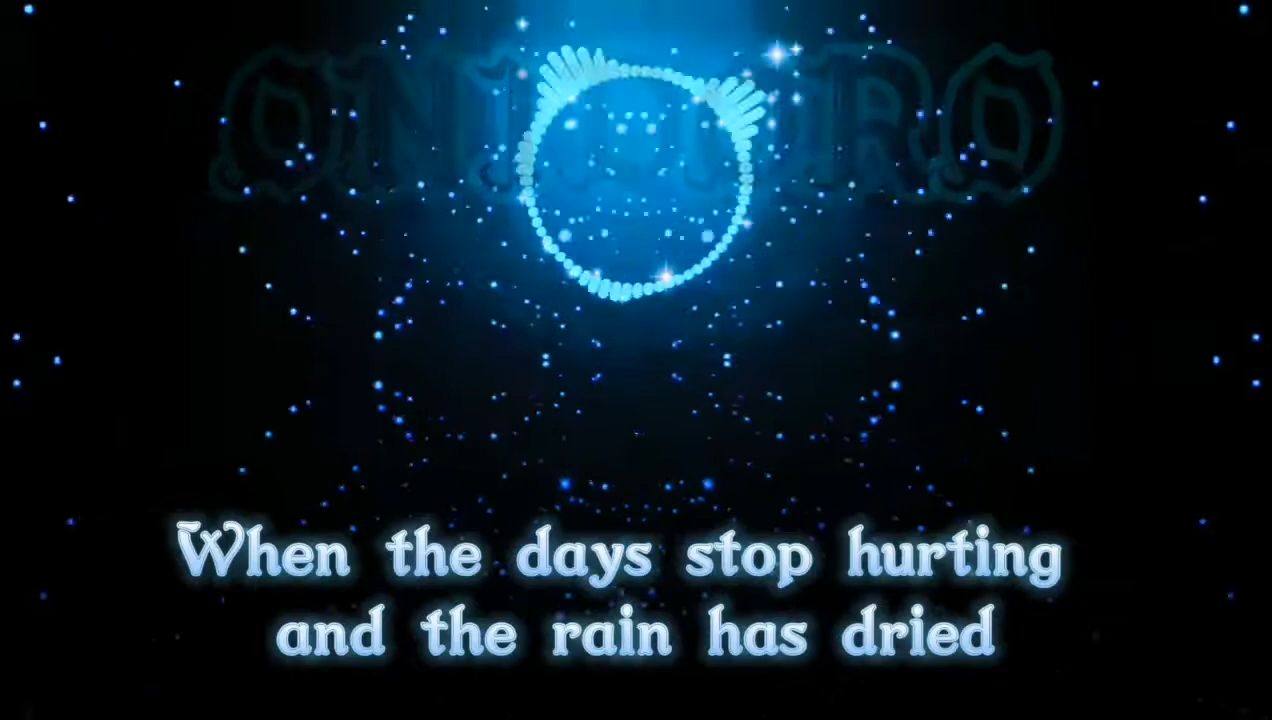 When the days stop hurting
and the rain has dried